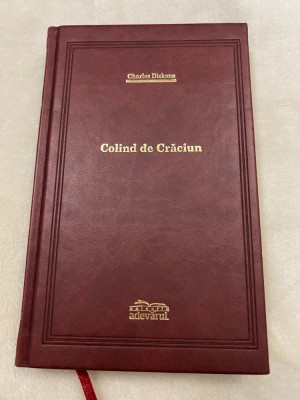 Charles Dickens
Colind de Crăciun
adevărul